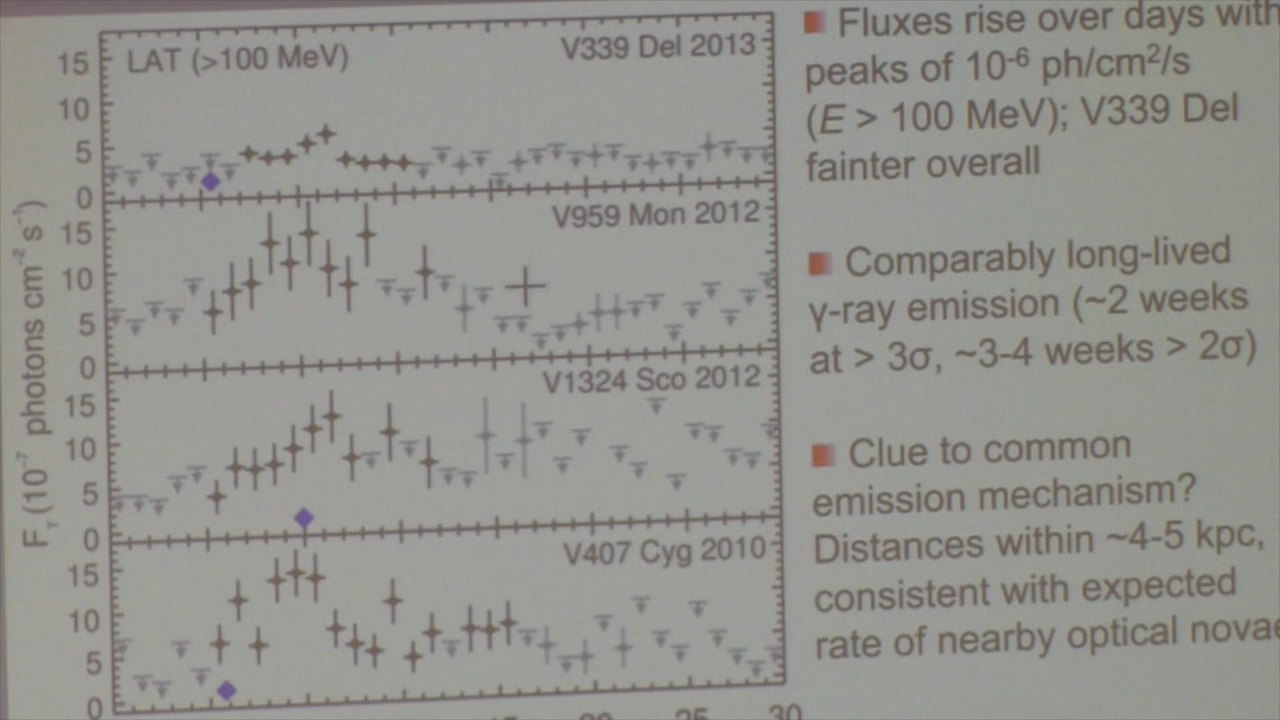 LAT (>100 MeV)
V339 Del 2013
15
10
5
0
V959 Mon 2012
15
10
5
0
V1324 Sco 2012
15
10
5
0
V407 Cyg 2010
15
10
5
0
25
30
Fγ (10⁻⁷ photons cm⁻² s⁻¹)
Fluxes rise over days with
peaks of 10⁻⁶ ph/cm²/s
(E > 100 MeV); V339 Del
fainter overall
Comparably long-lived
γ-ray emission (~2 weeks
at > 3σ, ~3-4 weeks > 2σ)
Clue to common
emission mechanism?
Distances within ~4-5 kpc,
consistent with expected
rate of nearby optical novae